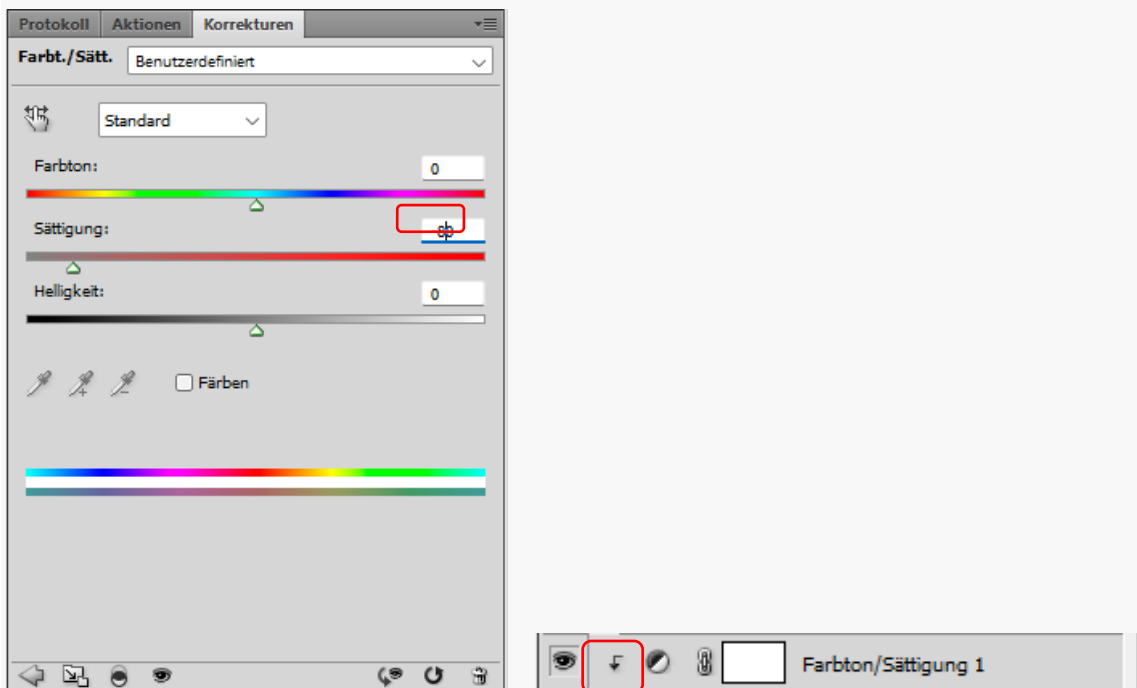 Protokoll Aktionen Korrekturen
Farbt./Sätt. Benutzerdefiniert
Standard
Farbton: 0
Sättigung:
Helligkeit: 0
Färben
Farbton/Sättigung 1